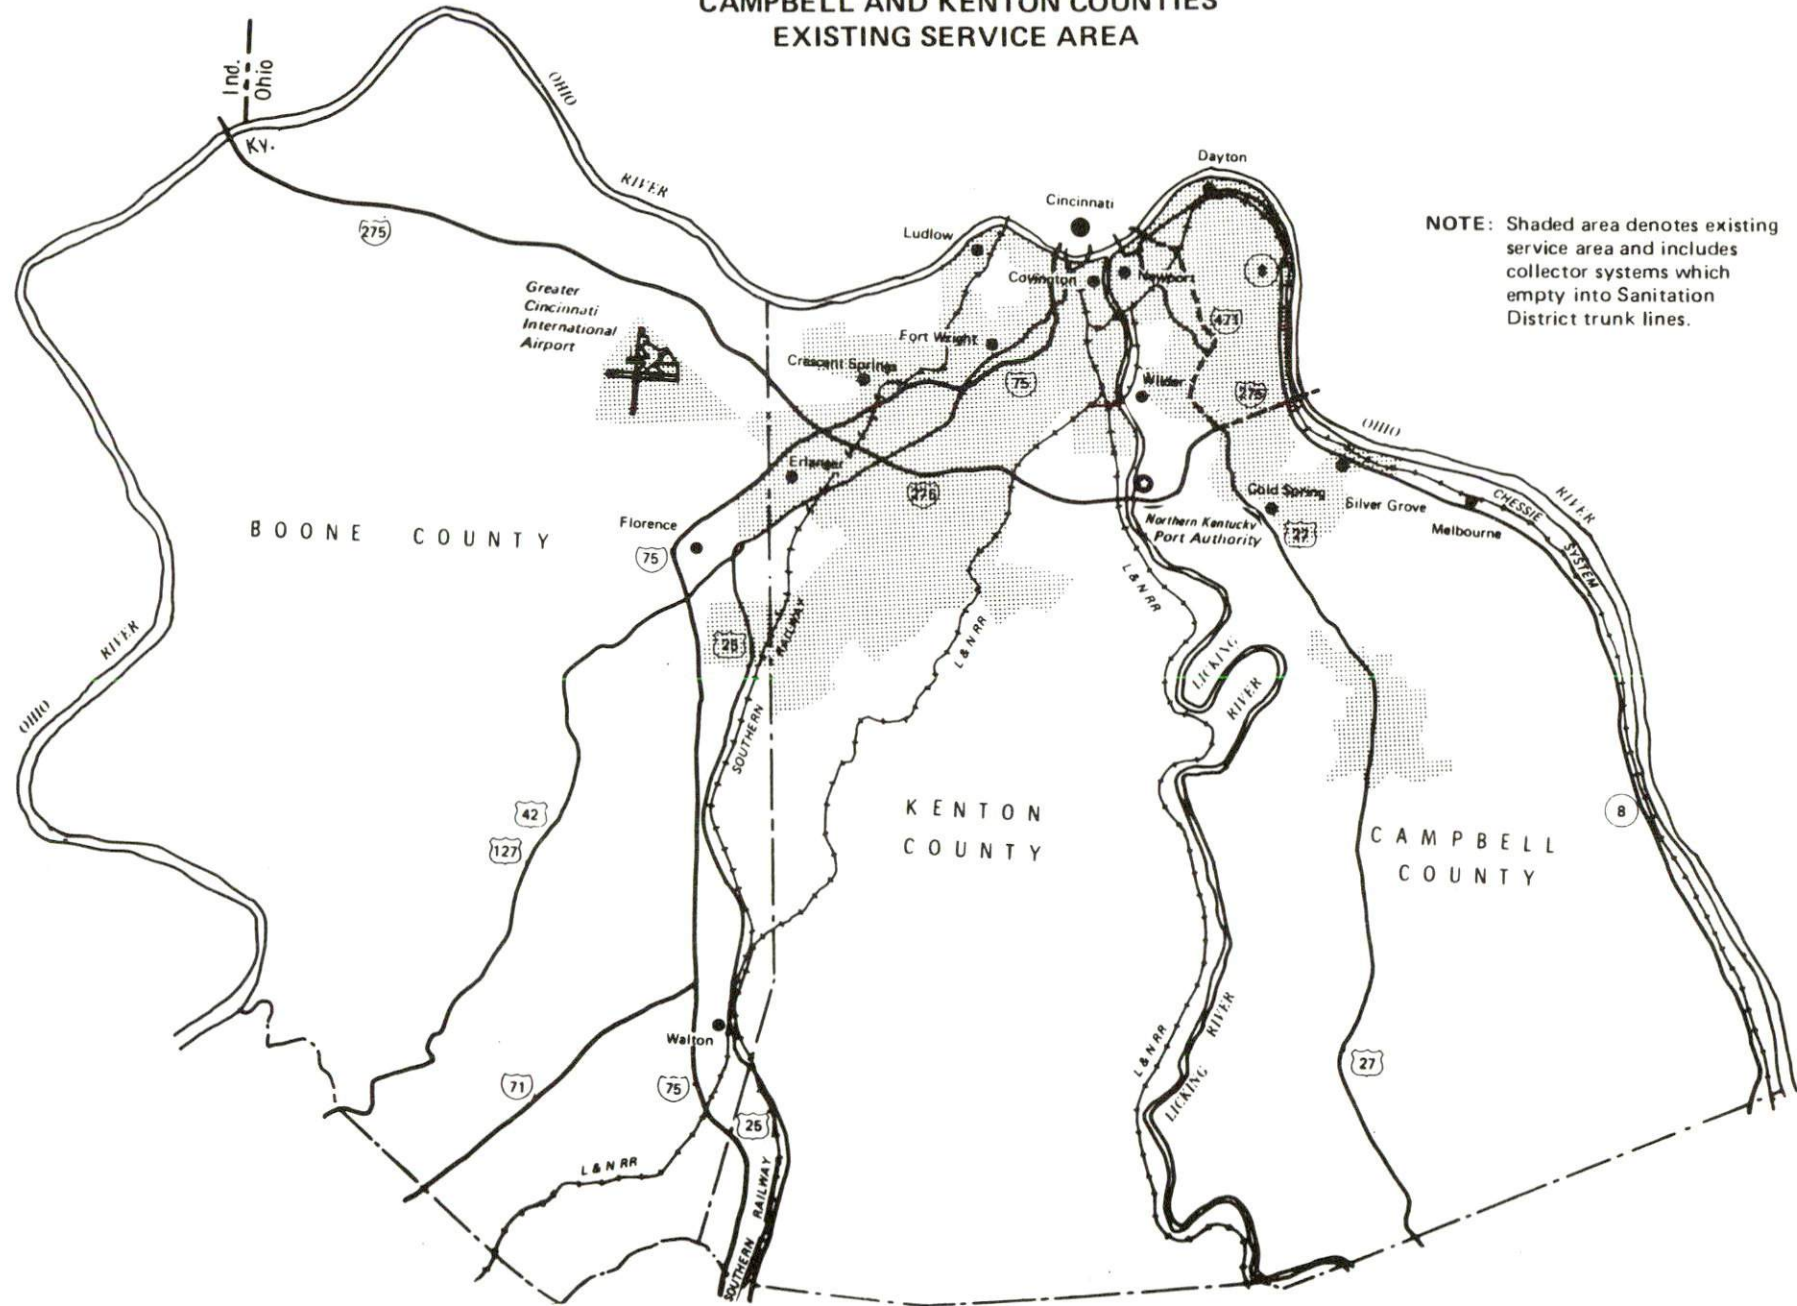 CAMPBELL AND KENTON COUNTIES
EXISTING SERVICE AREA
Ind.
Ohio
Ky.
OHIO
RIVER
275
Greater
Cincinnati
International
Airport
Dayton
Cincinnati
Ludlow
Covington
Newport
8
NOTE: Shaded area denotes existing
service area and includes
collector systems which
empty into Sanitation
District trunk lines.
471
Fort Wright
Crescent Springs
75
Wilder
275
OHIO
RIVER
Erlanger
275
Cold Spring
Silver Grove
CHESSIE
SYSTEM
Melbourne
27
Northern Kentucky
Port Authority
Florence
75
BOONE COUNTY
L & N RR
RIVER
OHIO
25
SOUTHERN
RAILWAY
L & N RR
LICKING
RIVER
42
127
KENTON
COUNTY
CAMPBELL
COUNTY
8
Walton
71
75
25
L & N RR
SOUTHERN RAILWAY
L & N RR
LICKING
RIVER
27